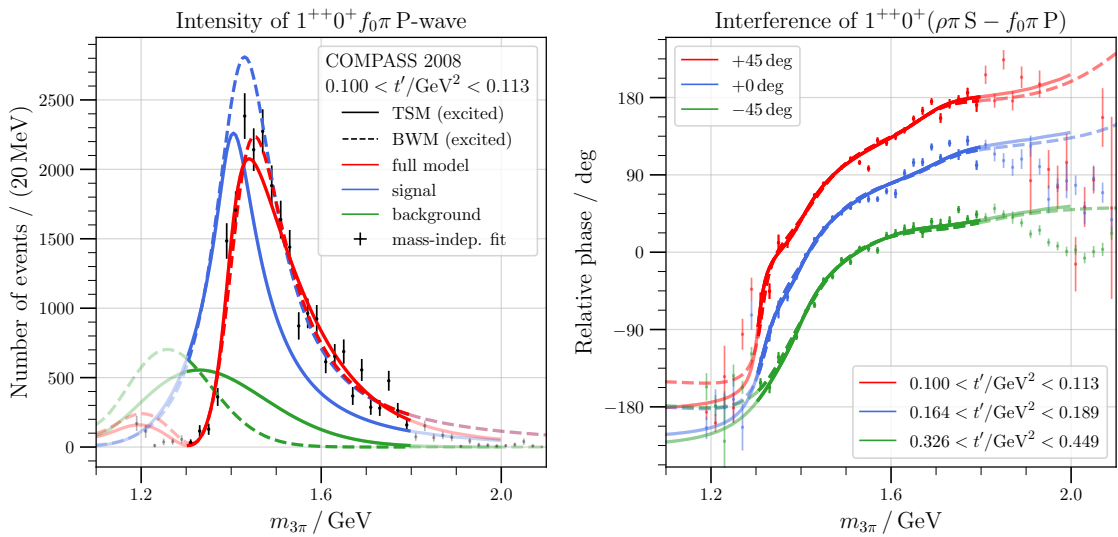 Intensity of 1⁺⁺0⁺f₀π P-wave
Number of events / (20 MeV)
2500
2000
1500
1000
500
0
COMPASS 2008
0.100 < t′/GeV² < 0.113
TSM (excited)
BWM (excited)
full model
signal
background
mass-indep. fit
1.2
1.6
2.0
m₃π / GeV
Interference of 1⁺⁺0⁺(ρπ S − f₀π P)
Relative phase / deg
180
90
0
−90
−180
+45 deg
+0 deg
−45 deg
0.100 < t′/GeV² < 0.113
0.164 < t′/GeV² < 0.189
0.326 < t′/GeV² < 0.449
1.2
1.6
2.0
m₃π / GeV